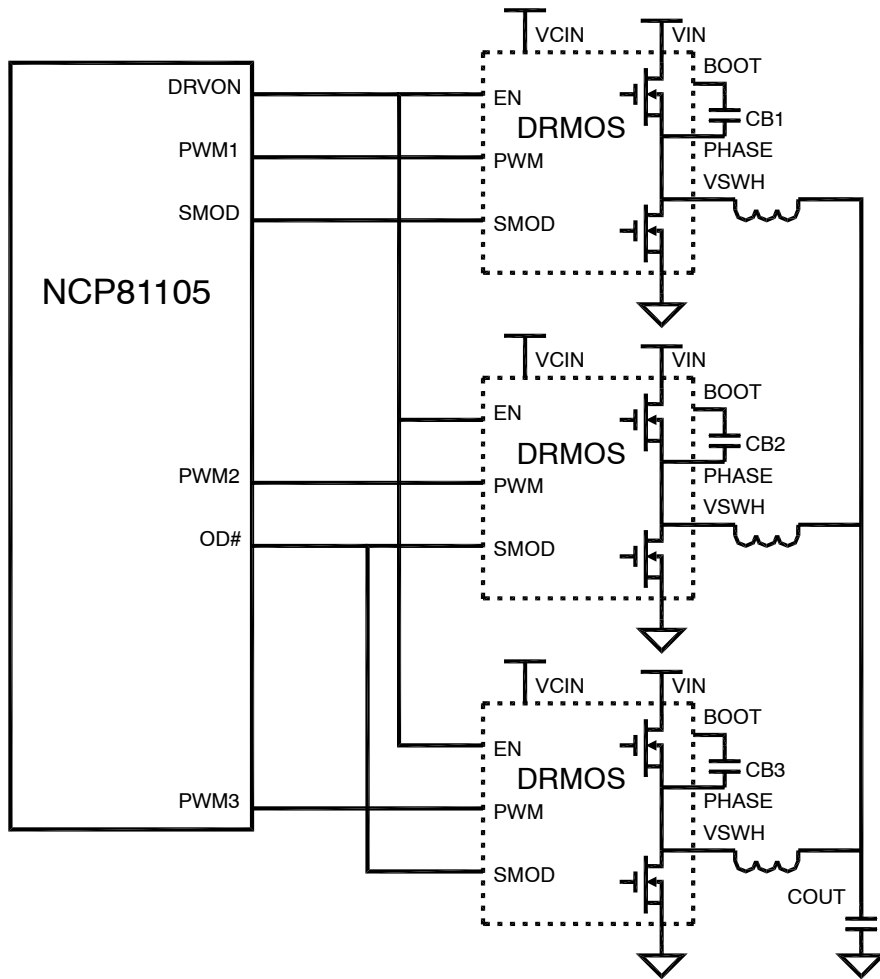 VCIN
VIN
DRVON
EN
BOOT
DRMOS
CB1
PWM1
PWM
PHASE
VSWH
SMOD
SMOD
NCP81105
VCIN
VIN
EN
BOOT
DRMOS
CB2
PWM2
PWM
PHASE
VSWH
OD#
SMOD
VCIN
VIN
EN
BOOT
DRMOS
CB3
PWM3
PWM
PHASE
VSWH
SMOD
COUT